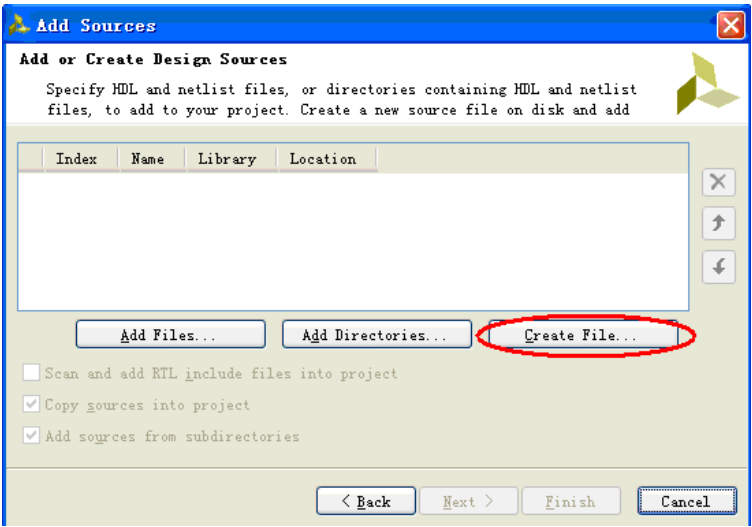 Add Sources
Add or Create Design Sources
Specify HDL and netlist files, or directories containing HDL and netlist
files, to add to your project. Create a new source file on disk and add
Index Name Library Location
Add Files... Add Directories... Create File...
Scan and add RTL include files into project
Copy sources into project
Add sources from subdirectories
< Back Next > Finish Cancel